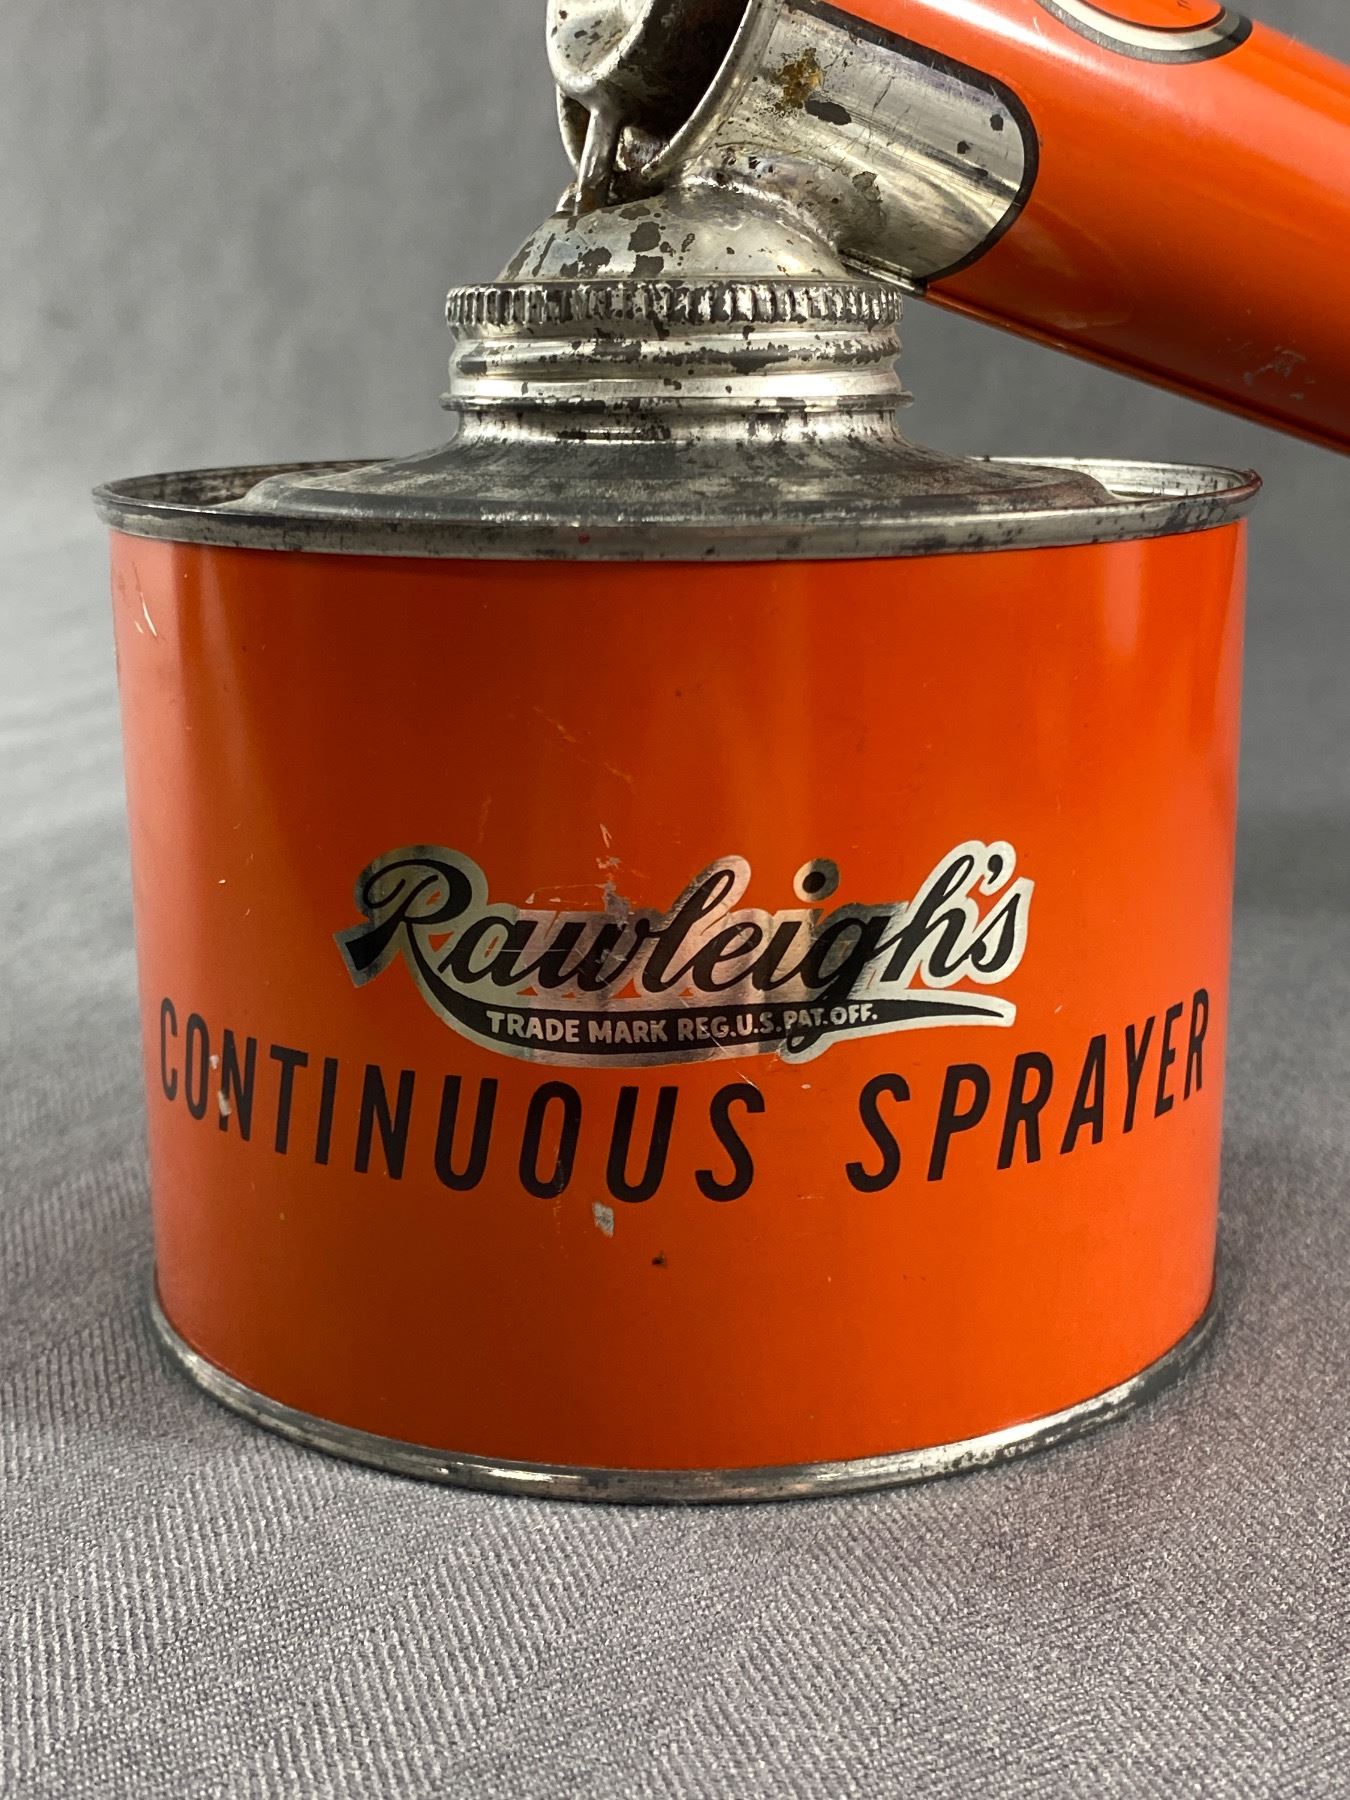 Rawleigh's
TRADE MARK REG.U.S.PAT.OFF.
CONTINUOUS SPRAYER